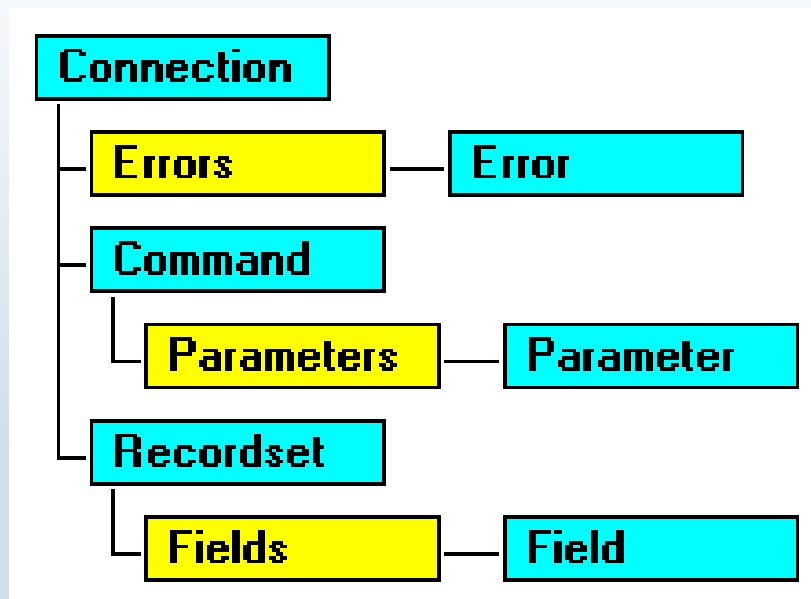 Connection
Errors
Error
Command
Parameters
Parameter
Recordset
Fields
Field